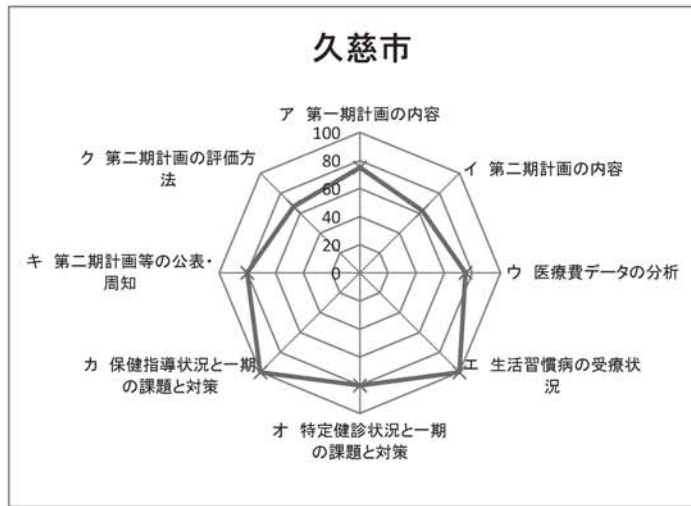 久慈市
ア 第一期計画の内容
100
80
60
40
20
0
イ 第二期計画の内容
ウ 医療費データの分析
エ 生活習慣病の受療状
況
オ 特定健診状況と一期
の課題と対策
カ 保健指導状況と一期
の課題と対策
キ 第二期計画等の公表・
周知
ク 第二期計画の評価方
法